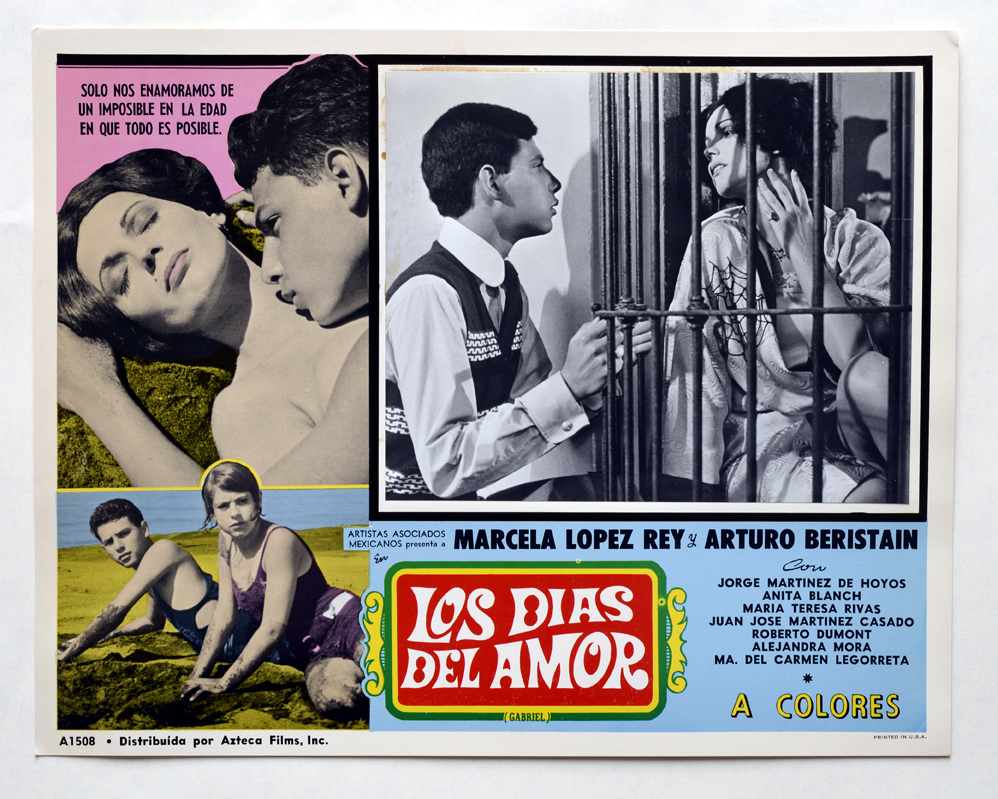 SOLO NOS ENAMORAMOS DE
UN IMPOSIBLE EN LA EDAD
EN QUE TODO ES POSIBLE.
ARTISTAS ASOCIADOS
MEXICANOS presenta a
MARCELA LOPEZ REY y ARTURO BERISTAIN
En
LOS DIAS
DEL AMOR
(GABRIEL)
Con
JORGE MARTINEZ DE HOYOS
ANITA BLANCH
MARIA TERESA RIVAS
JUAN JOSE MARTINEZ CASADO
ROBERTO DUMONT
ALEJANDRA MORA
MA. DEL CARMEN LEGORRETA
*
A COLORES
A1508 • Distribuída por Azteca Films, Inc.
PRINTED IN U.S.A.